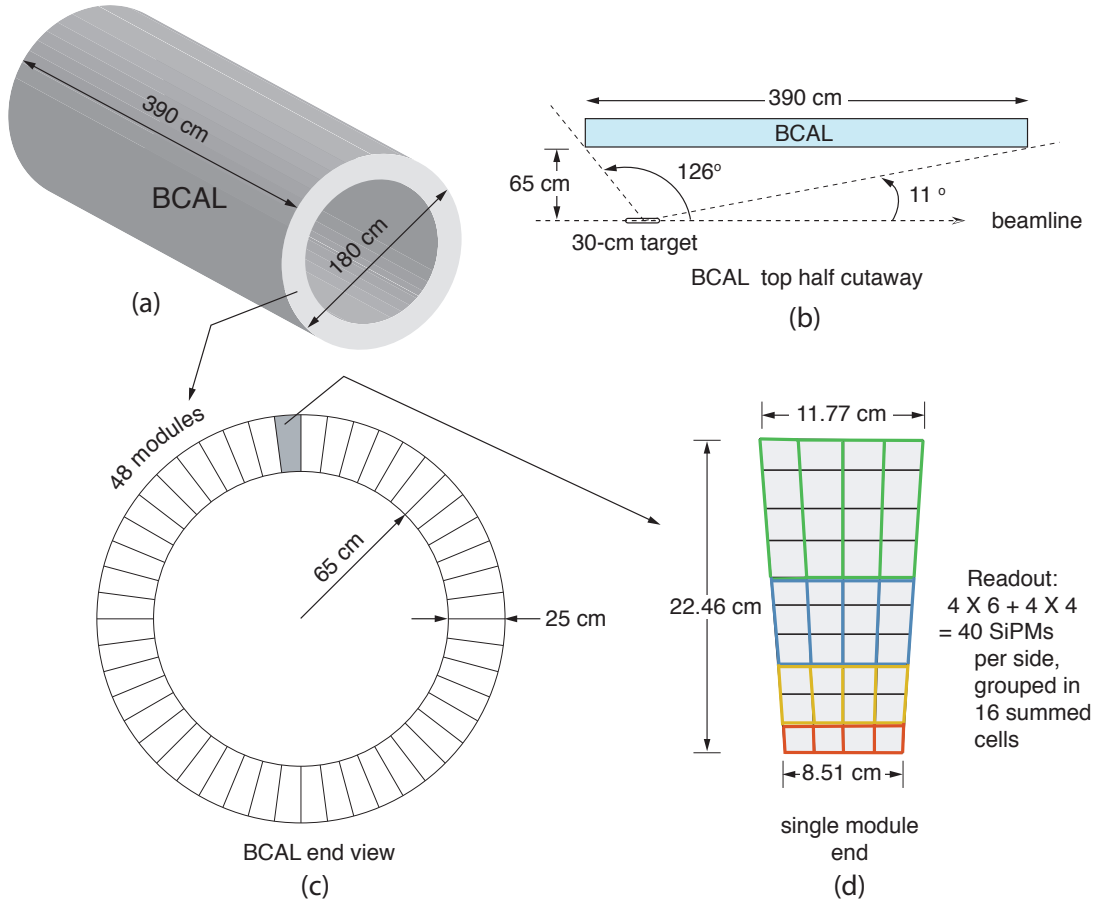 390 cm
BCAL
180 cm
(a)
390 cm
BCAL
65 cm
126º
11 º
beamline
30-cm target
BCAL top half cutaway
(b)
48 modules
65 cm
25 cm
BCAL end view
(c)
11.77 cm
22.46 cm
8.51 cm
Readout:
4 X 6 + 4 X 4
= 40 SiPMs
per side,
grouped in
16 summed
cells
single module
end
(d)